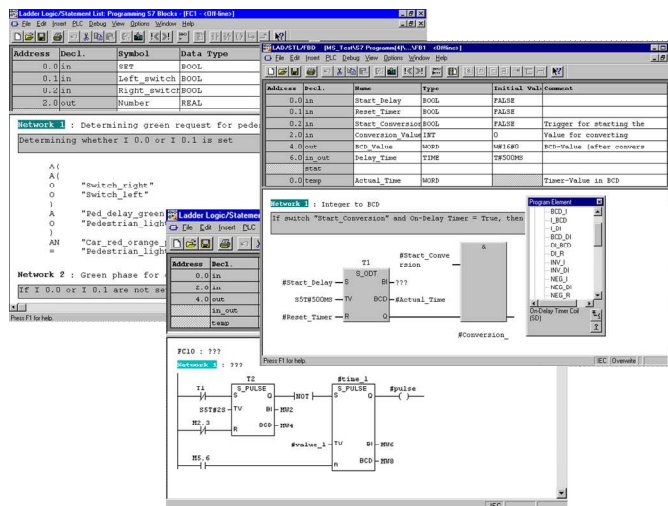 Ladder Logic/Statement List: Programming S7 Blocks - [FC1 - <Off-line>]
File Edit Insert PLC Debug View Options Window Help
Address Decl. Symbol Data Type
0.0 in SET BOOL
0.1 in Left_switch BOOL
0.2 in Right_switch BOOL
2.0 out Number REAL
Network 1 : Determining green request for pedes
Determining whether I 0.0 or I 0.1 is set
A(
A(
O "Switch_right"
O "Switch_left"
)
A "Ped_delay_green
O "Pedestrian_ligh
)
AN "Car_red_orange_p
= "Pedestrian_ligh
Network 2 : Green phase for
If I 0.0 or I 0.1 are not se
Press F1 for help.
LAD/STL/FBD [MS_Test\S7 Programm(4)\...\FB1 <Offline>]
File Edit Insert PLC Debug View Options Window Help
Address Decl. Name Type Initial Valu Comment
0.0 in Start_Delay BOOL FALSE
0.1 in Reset_Timer BOOL FALSE
0.2 in Start_Conversion BOOL FALSE Trigger for starting the
2.0 in Conversion_Value INT 0 Value for converting
4.0 out BCD_Value WORD W#16#0 BCD-Value (after convers
6.0 in_out Delay_Time TIME T#500MS
stat
0.0 temp Actual_Time WORD Timer-Value in BCD
Network 1 : Integer to BCD
If switch "Start_Conversion" and On-Delay Timer = True, then
T1
S_ODT
#Start_Delay S BI ???
S5T#500MS TV BCD #Actual_Time
#Reset_Timer R Q
#Start_Conve
rsion
&
#Conversion_
Program Element
BCD_I
I_BCD
I_DI
BCD_DI
DI_BCD
DI_R
INV_I
INV_DI
NEG_I
NEG_DI
NEG_R
On-Delay Timer Coil
(SD)
Press F1 for help.
IEC Overwrite
Ladder Logic/Stateme
File Edit Insert PLC
Address Decl.
0.0 in
2.0 in
4.0 out
in_out
temp
FC10 : ???
Network 1 : ???
T1
T2
S_PULSE
S Q
S5T#2S TV BI MW2
M2.3
R BCD MW4
NOT
#time_1
S_PULSE
S Q
#pulse
( )
#value_1 TV BI MW6
M5.6
R BCD MW8
IEC